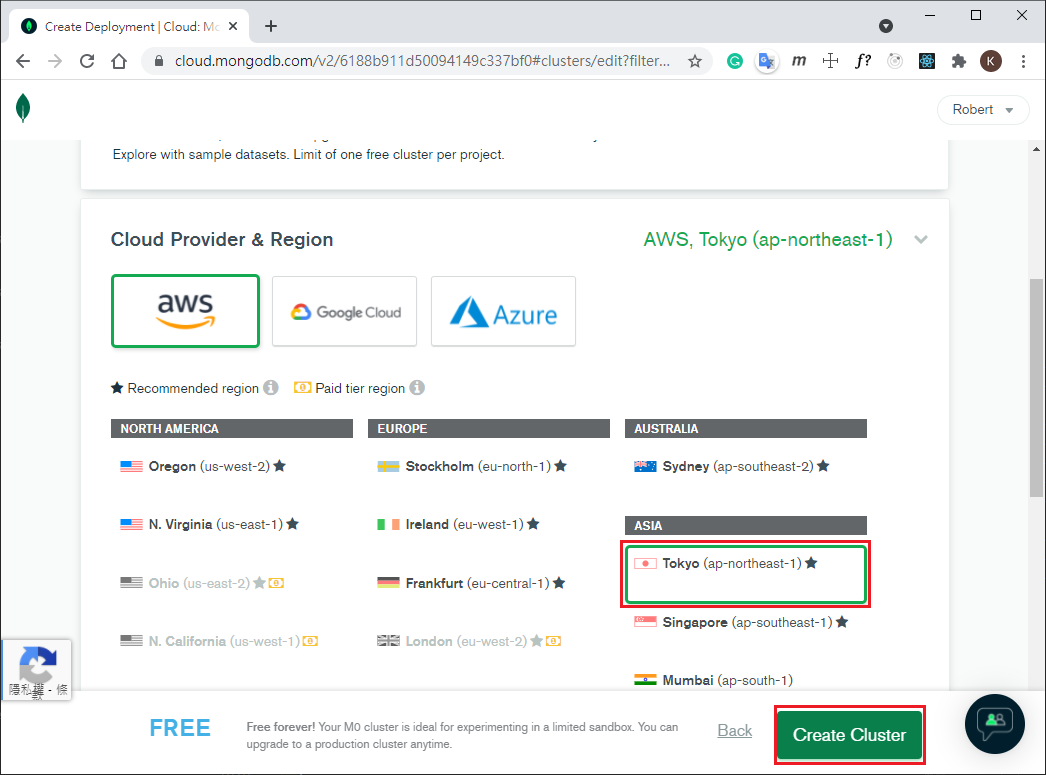 Create Deployment | Cloud: Mo
cloud.mongodb.com/v2/6188b911d50094149c337bf0#clusters/edit?filter...
m
f?
K
Robert
Explore with sample datasets. Limit of one free cluster per project.
Cloud Provider & Region
AWS, Tokyo (ap-northeast-1)
aws
Google Cloud
Azure
Recommended region
Paid tier region
NORTH AMERICA
Oregon (us-west-2)
N. Virginia (us-east-1)
Ohio (us-east-2)
N. California (us-west-1)
EUROPE
Stockholm (eu-north-1)
Ireland (eu-west-1)
Frankfurt (eu-central-1)
London (eu-west-2)
AUSTRALIA
Sydney (ap-southeast-2)
ASIA
Tokyo (ap-northeast-1)
Singapore (ap-southeast-1)
Mumbai (ap-south-1)
隱私權 - 條
款
FREE
Free forever! Your M0 cluster is ideal for experimenting in a limited sandbox. You can
upgrade to a production cluster anytime.
Back
Create Cluster